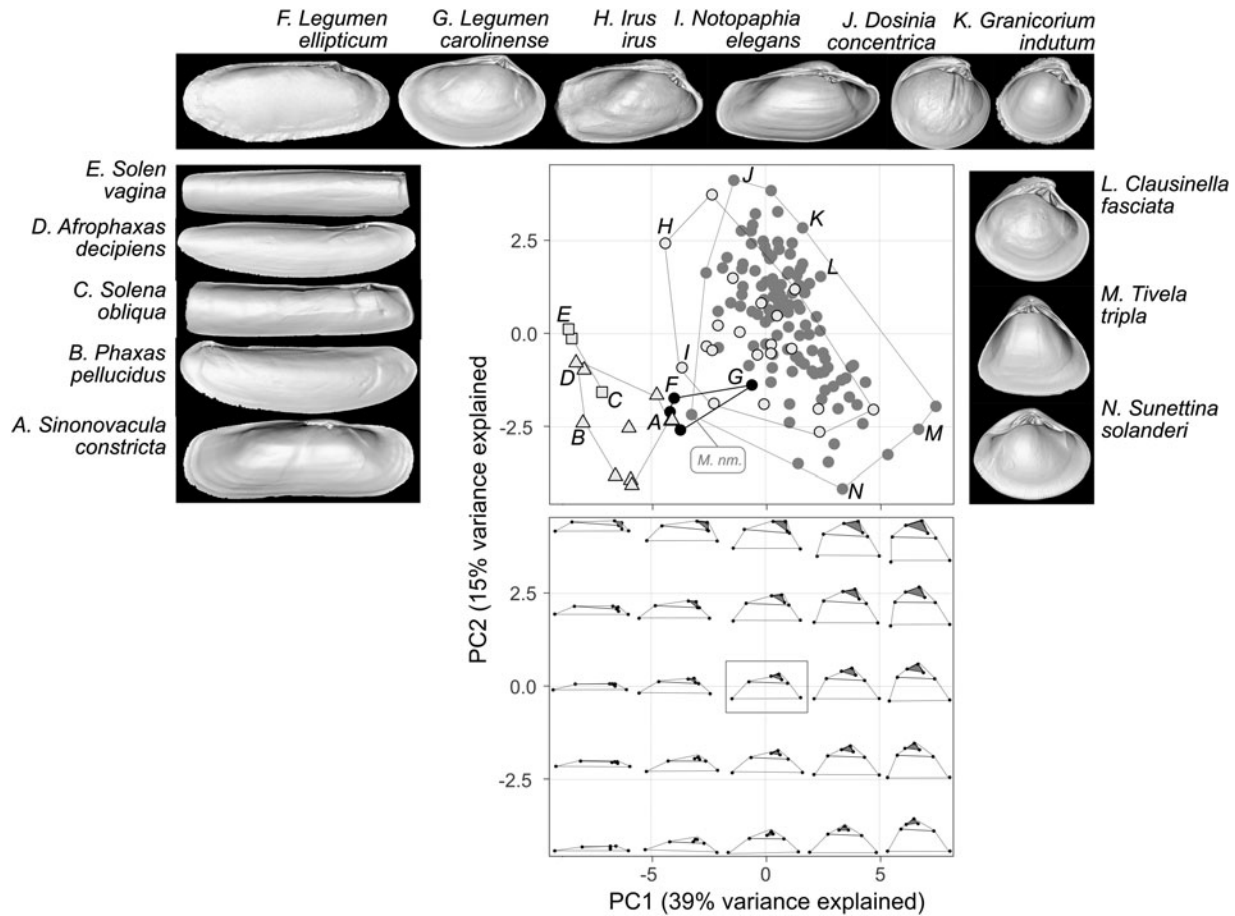 F. Legumen
ellipticum
G. Legumen
carolinense
H. Irus
irus
I. Notopaphia
elegans
J. Dosinia
concentrica
K. Granicorium
indutum
E. Solen
vagina
D. Afrophaxas
decipiens
C. Solena
obliqua
B. Phaxas
pellucidus
A. Sinonovacula
constricta
L. Clausinella
fasciata
M. Tivela
tripla
N. Sunettina
solanderi
J
H
K
L
E
I
D
F
G
C
A
B
M
M. nm.
N
2.5
0.0
-2.5
2.5
0.0
-2.5
PC2 (15% variance explained)
-5
0
5
PC1 (39% variance explained)